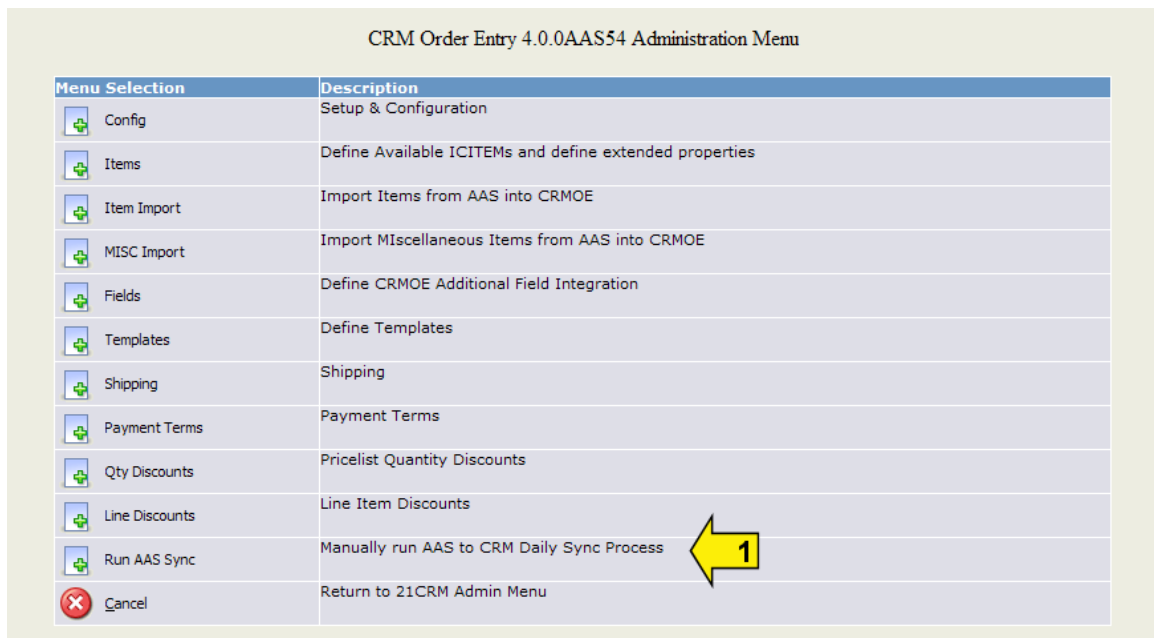 CRM Order Entry 4.0.0AAS54 Administration Menu
Menu Selection Description
Config Setup & Configuration
Items Define Available ICITEMs and define extended properties
Item Import Import Items from AAS into CRMOE
MISC Import Import MIscellaneous Items from AAS into CRMOE
Fields Define CRMOE Additional Field Integration
Templates Define Templates
Shipping Shipping
Payment Terms Payment Terms
Qty Discounts Pricelist Quantity Discounts
Line Discounts Line Item Discounts
Run AAS Sync Manually run AAS to CRM Daily Sync Process 1
Cancel Return to 21CRM Admin Menu